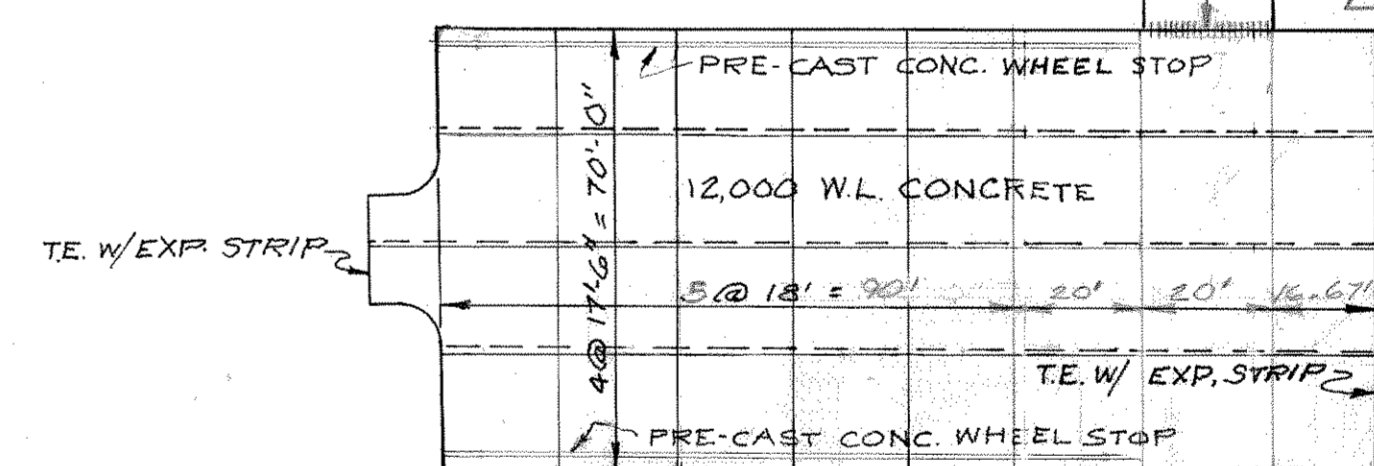 PRE-CAST CONC. WHEEL STOP
4@17'-6" = 70'-0"
12,000 W.L. CONCRETE
T.E. W/EXP. STRIP
5@18' = 90' 20' 20' 16.67'
T.E. W/ EXP. STRIP
PRE-CAST CONC. WHEEL STOP